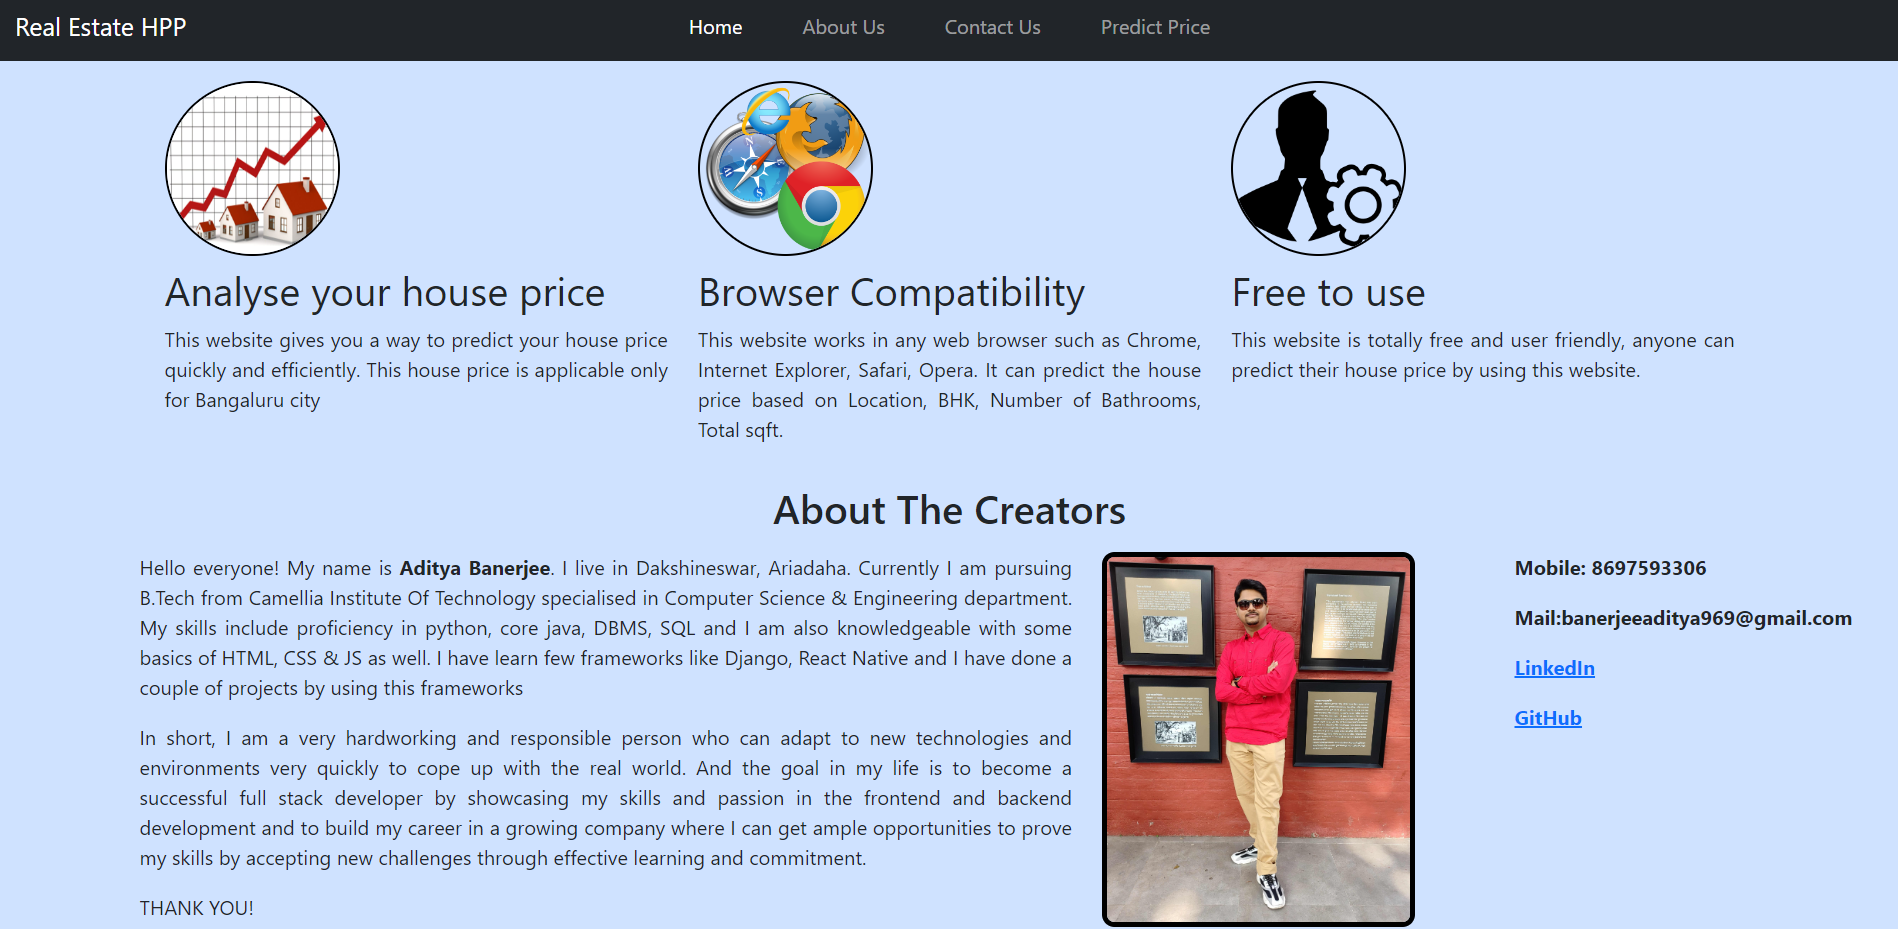 Real Estate HPP
Home About Us Contact Us Predict Price
Analyse your house price
This website gives you a way to predict your house price
quickly and efficiently. This house price is applicable only
for Bangaluru city
Browser Compatibility
This website works in any web browser such as Chrome,
Internet Explorer, Safari, Opera. It can predict the house
price based on Location, BHK, Number of Bathrooms,
Total sqft.
Free to use
This website is totally free and user friendly, anyone can
predict their house price by using this website.
About The Creators
Hello everyone! My name is Aditya Banerjee. I live in Dakshineswar, Ariadaha. Currently I am pursuing
B.Tech from Camellia Institute Of Technology specialised in Computer Science & Engineering department.
My skills include proficiency in python, core java, DBMS, SQL and I am also knowledgeable with some
basics of HTML, CSS & JS as well. I have learn few frameworks like Django, React Native and I have done a
couple of projects by using this frameworks
In short, I am a very hardworking and responsible person who can adapt to new technologies and
environments very quickly to cope up with the real world. And the goal in my life is to become a
successful full stack developer by showcasing my skills and passion in the frontend and backend
development and to build my career in a growing company where I can get ample opportunities to prove
my skills by accepting new challenges through effective learning and commitment.
THANK YOU!
Mobile: 8697593306
Mail:banerjeeaditya969@gmail.com
LinkedIn
GitHub